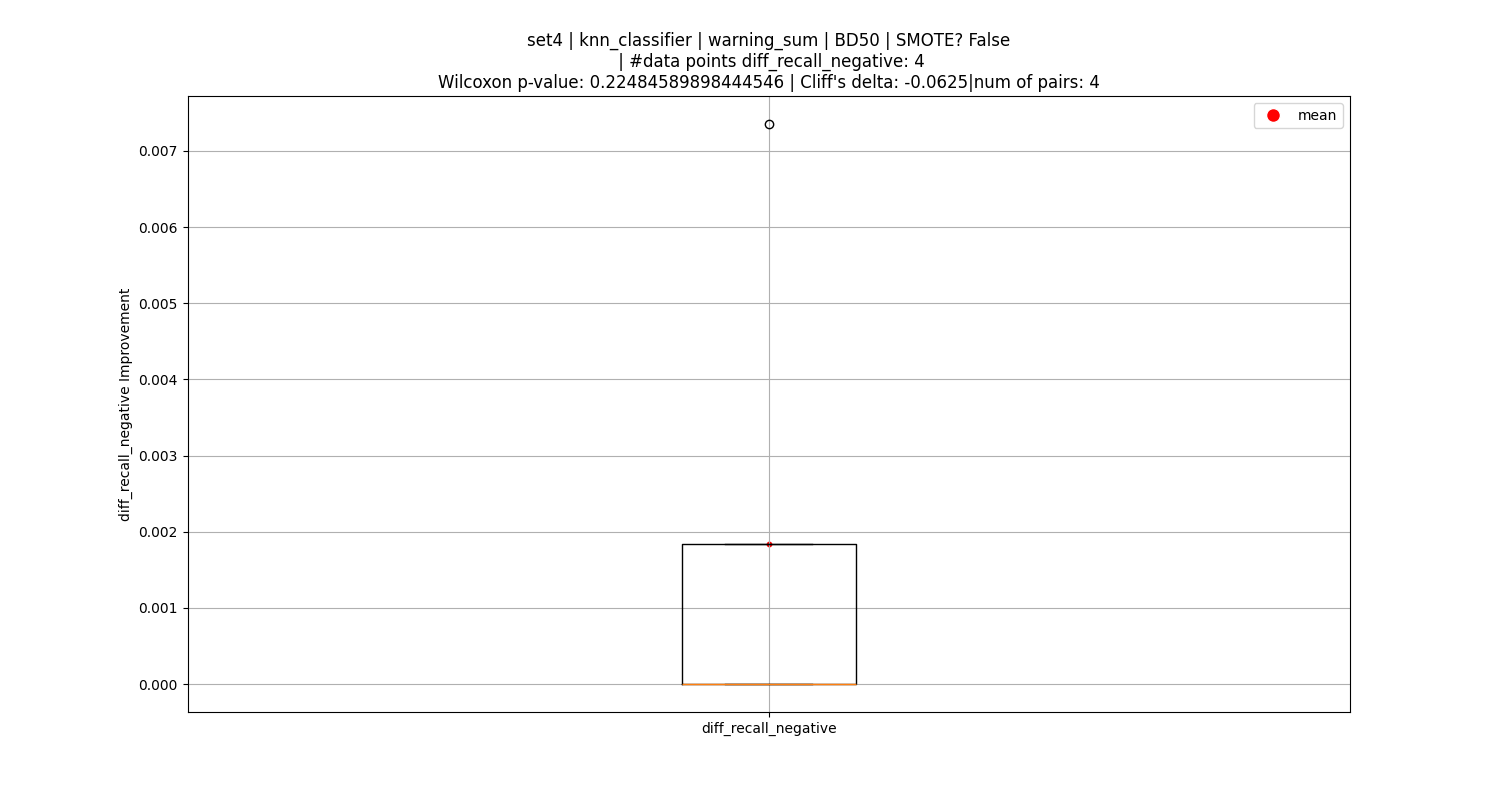 set4 | knn_classifier | warning_sum | BD50 | SMOTE? False
| #data points diff_recall_negative: 4
Wilcoxon p-value: 0.22484589898444546 | Cliff's delta: -0.0625|num of pairs: 4
mean
0.007
0.006
0.005
0.004
0.003
0.002
0.001
0.000
diff_recall_negative Improvement
diff_recall_negative